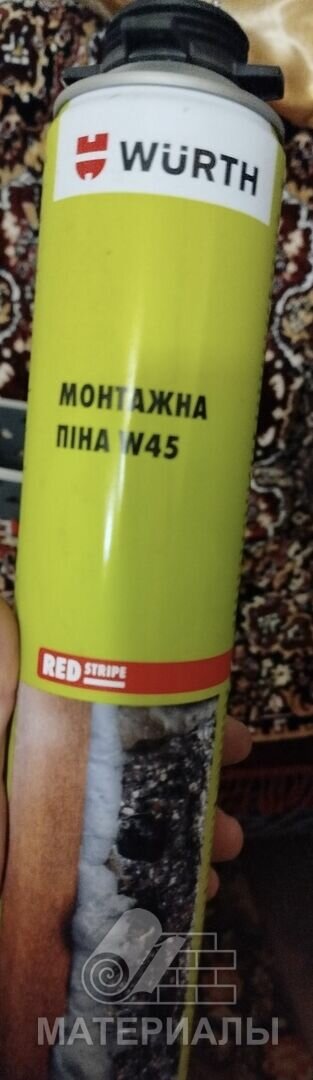 WÜRTH
МОНТАЖНА
ПІНА W45
RED STRIPE
МАТЕРИАЛЫ